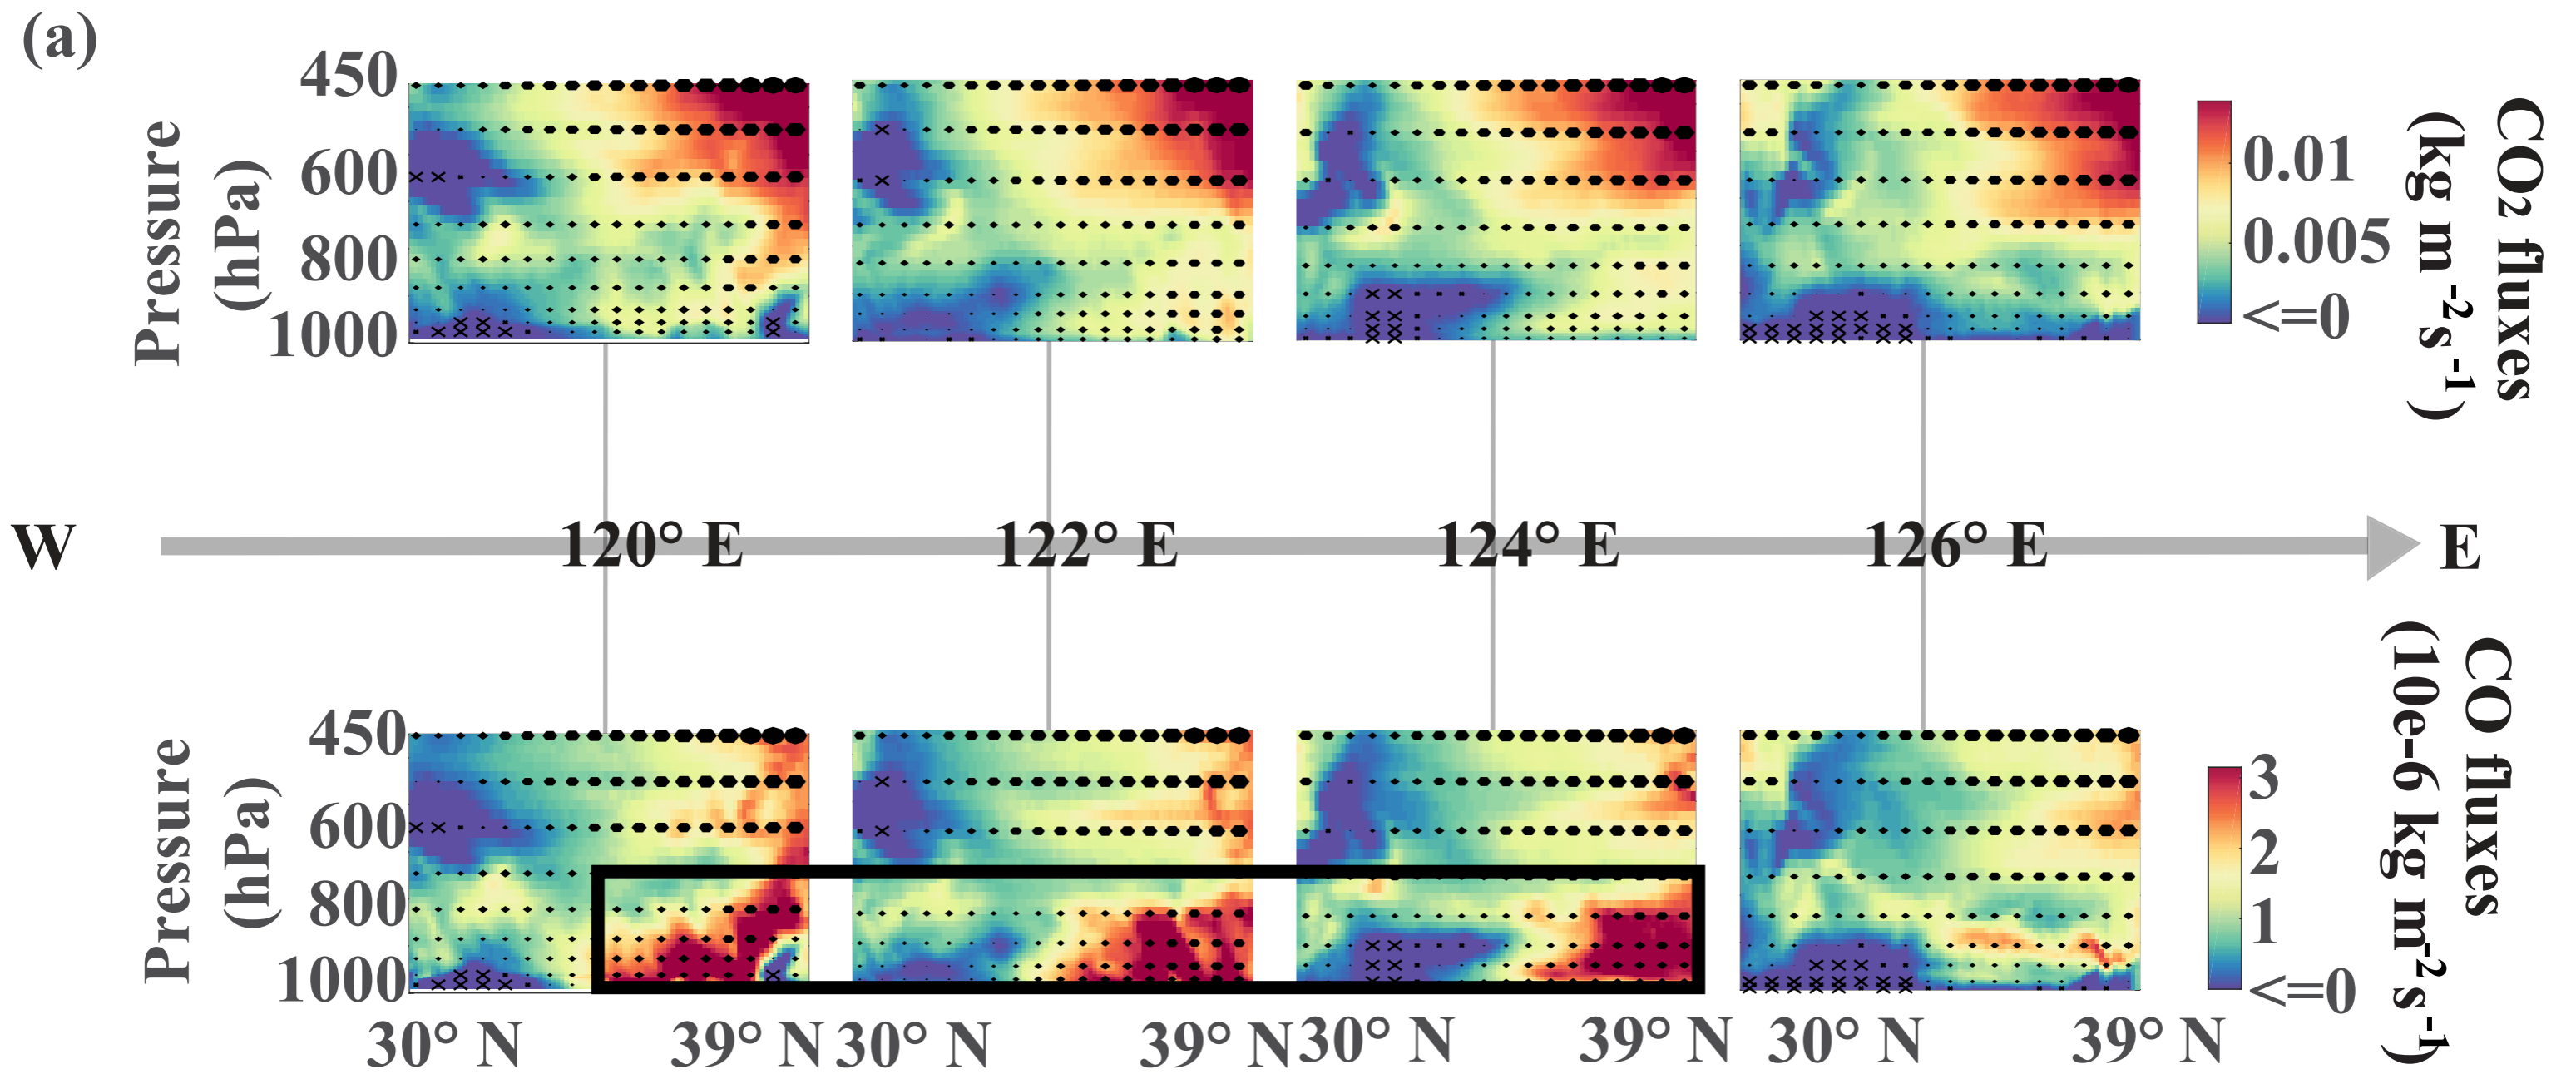 (a)
450
600
800
1000
Pressure
(hPa)
0.01
0.005
<=0
CO2 fluxes
(kg m-2s-1)
W
120° E
122° E
124° E
126° E
E
450
600
800
1000
Pressure
(hPa)
3
2
1
<=0
CO fluxes
(10e-6 kg m-2s-1)
30° N
39° N
30° N
39° N
30° N
39° N
30° N
39° N